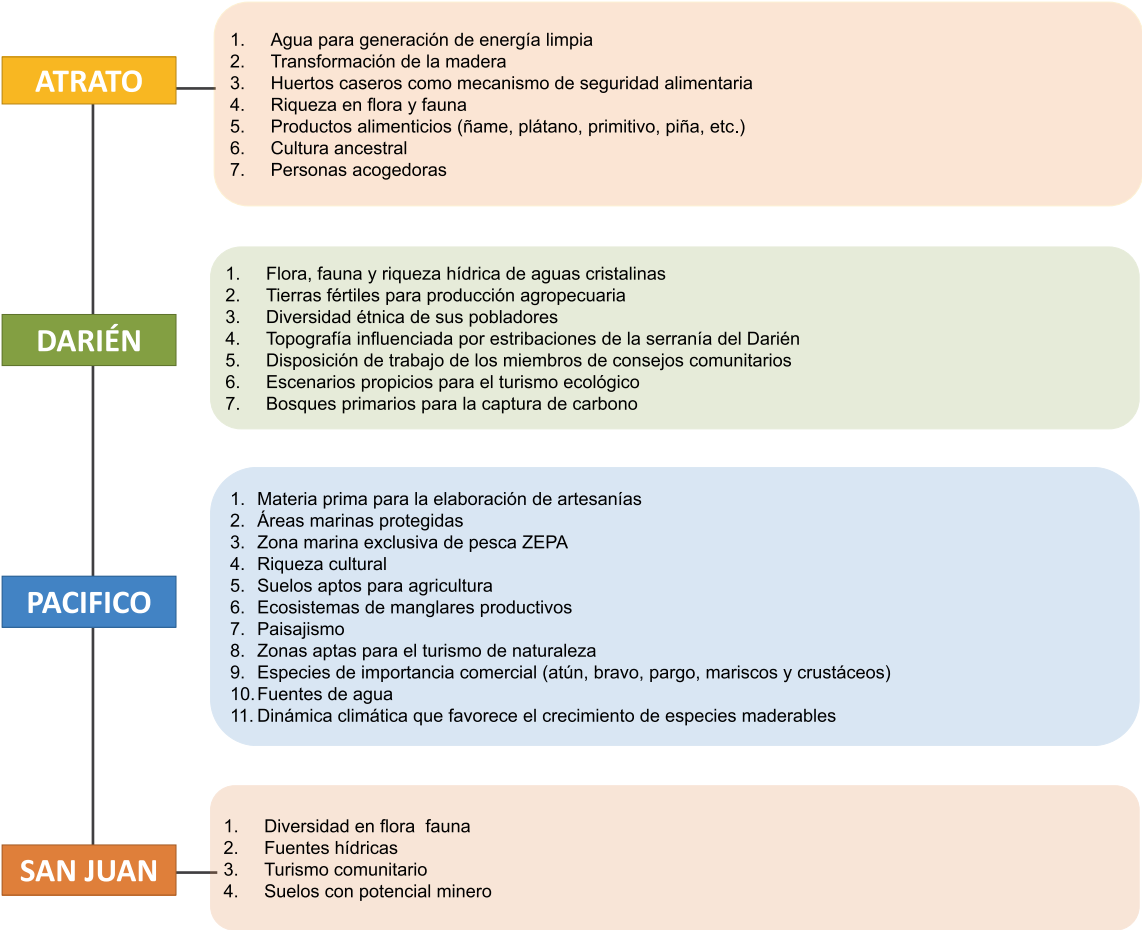 ATRATO
1. Agua para generación de energía limpia
2. Transformación de la madera
3. Huertos caseros como mecanismo de seguridad alimentaria
4. Riqueza en flora y fauna
5. Productos alimenticios (ñame, plátano, primitivo, piña, etc.)
6. Cultura ancestral
7. Personas acogedoras
DARIÉN
1. Flora, fauna y riqueza hídrica de aguas cristalinas
2. Tierras fértiles para producción agropecuaria
3. Diversidad étnica de sus pobladores
4. Topografía influenciada por estribaciones de la serranía del Darién
5. Disposición de trabajo de los miembros de consejos comunitarios
6. Escenarios propicios para el turismo ecológico
7. Bosques primarios para la captura de carbono
PACIFICO
1. Materia prima para la elaboración de artesanías
2. Áreas marinas protegidas
3. Zona marina exclusiva de pesca ZEPA
4. Riqueza cultural
5. Suelos aptos para agricultura
6. Ecosistemas de manglares productivos
7. Paisajismo
8. Zonas aptas para el turismo de naturaleza
9. Especies de importancia comercial (atún, bravo, pargo, mariscos y crustáceos)
10. Fuentes de agua
11. Dinámica climática que favorece el crecimiento de especies maderables
SAN JUAN
1. Diversidad en flora fauna
2. Fuentes hídricas
3. Turismo comunitario
4. Suelos con potencial minero